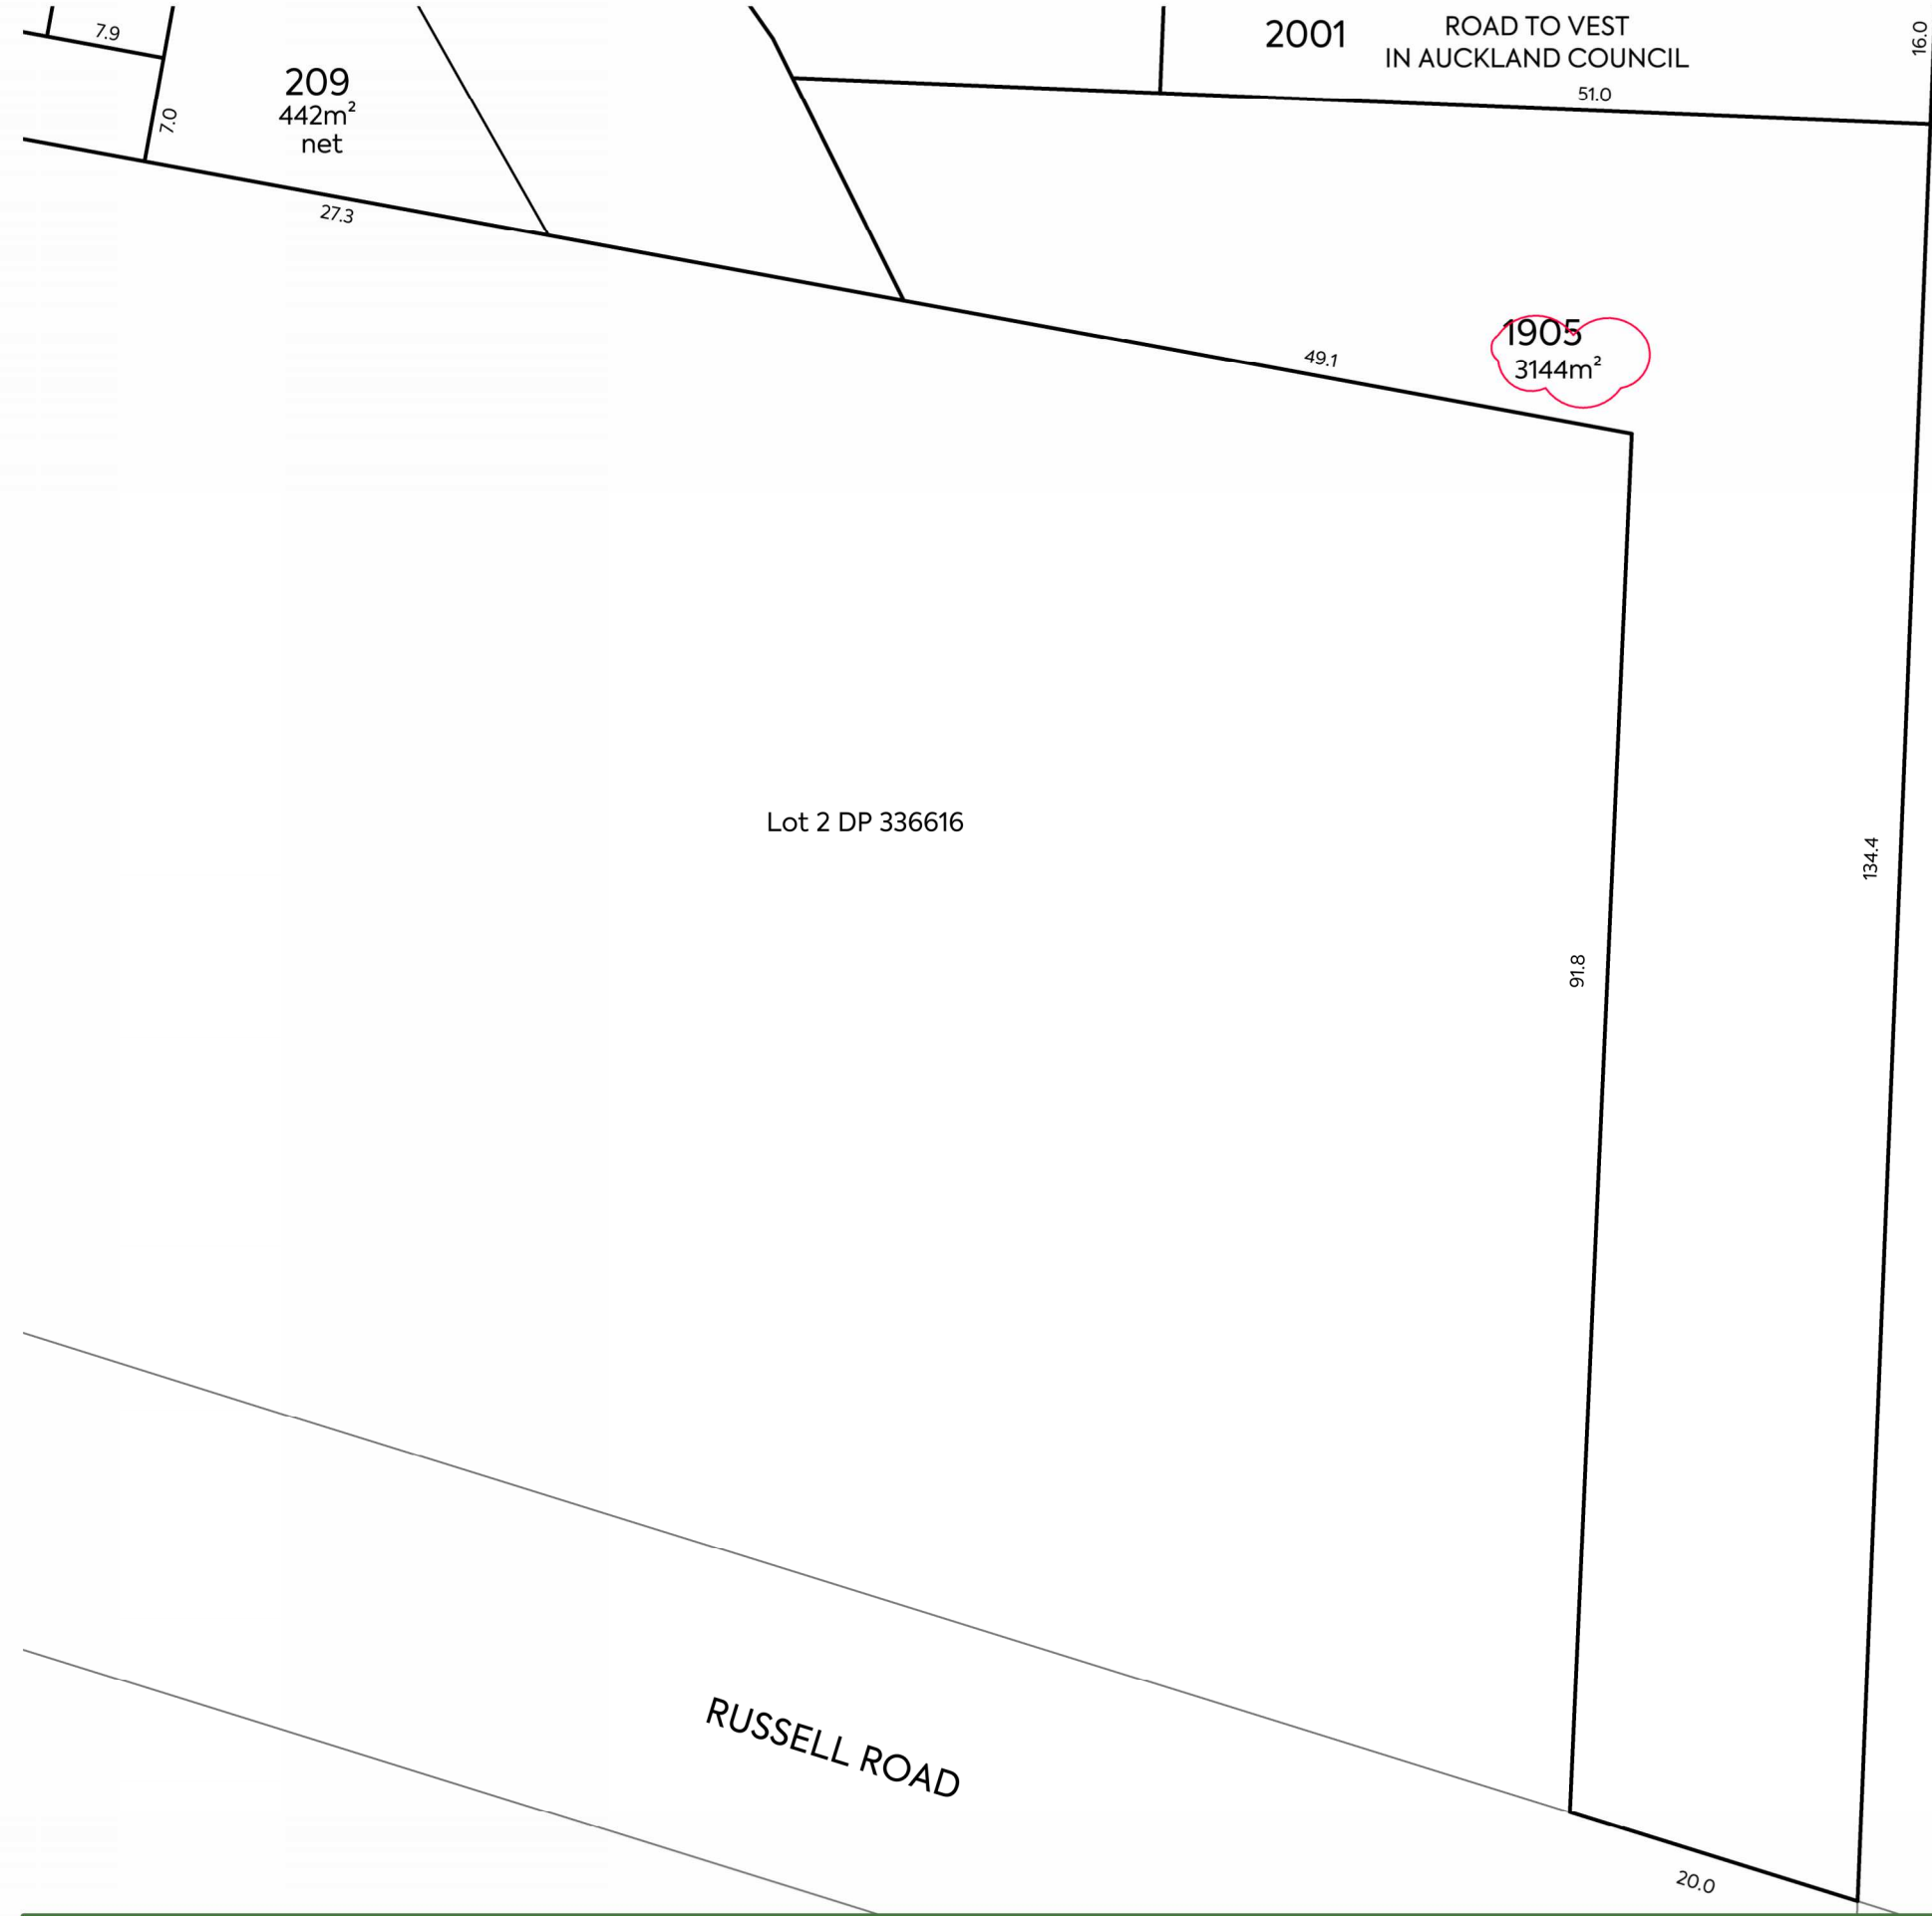 7.9
2001
ROAD TO VEST
IN AUCKLAND COUNCIL
16.0
209
442m²
net
7.0
51.0
27.3
1905
3144m²
49.1
Lot 2 DP 336616
134.4
91.8
RUSSELL ROAD
20.0